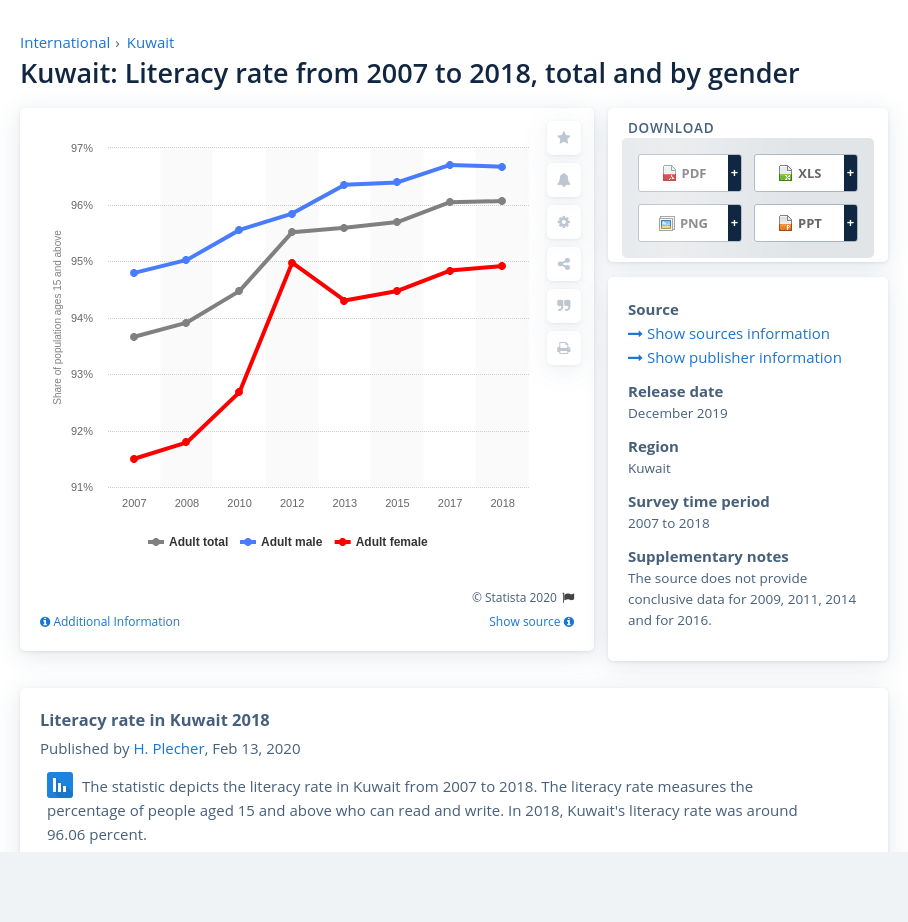 International › Kuwait
Kuwait: Literacy rate from 2007 to 2018, total and by gender
97%
96%
95%
94%
93%
92%
91%
Share of population ages 15 and above
2007 2008 2010 2012 2013 2015 2017 2018
Adult total Adult male Adult female
© Statista 2020
Additional Information Show source
DOWNLOAD
PDF + XLS +
PNG + PPT +
Source
Show sources information
Show publisher information
Release date
December 2019
Region
Kuwait
Survey time period
2007 to 2018
Supplementary notes
The source does not provide
conclusive data for 2009, 2011, 2014
and for 2016.
Literacy rate in Kuwait 2018
Published by H. Plecher, Feb 13, 2020
The statistic depicts the literacy rate in Kuwait from 2007 to 2018. The literacy rate measures the
percentage of people aged 15 and above who can read and write. In 2018, Kuwait's literacy rate was around
96.06 percent.